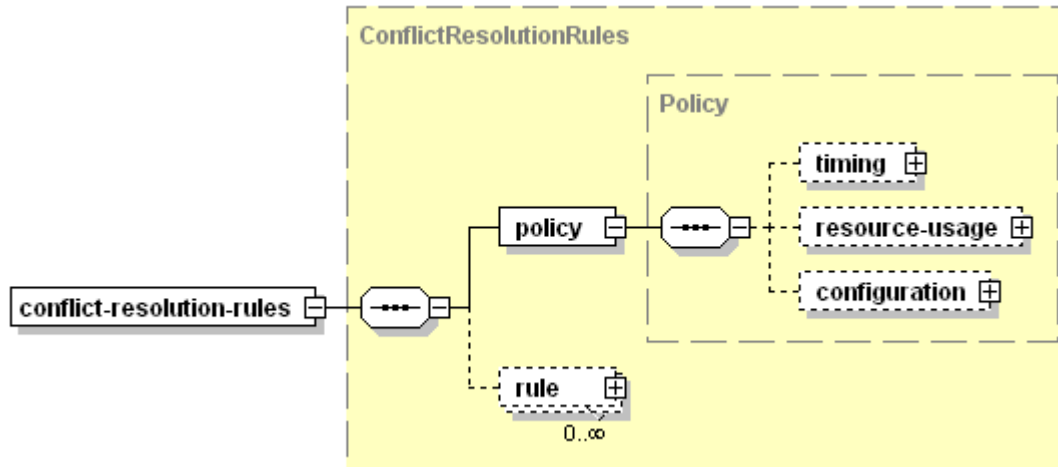 ConflictResolutionRules
Policy
timing
resource-usage
configuration
policy
conflict-resolution-rules
rule
0..∞